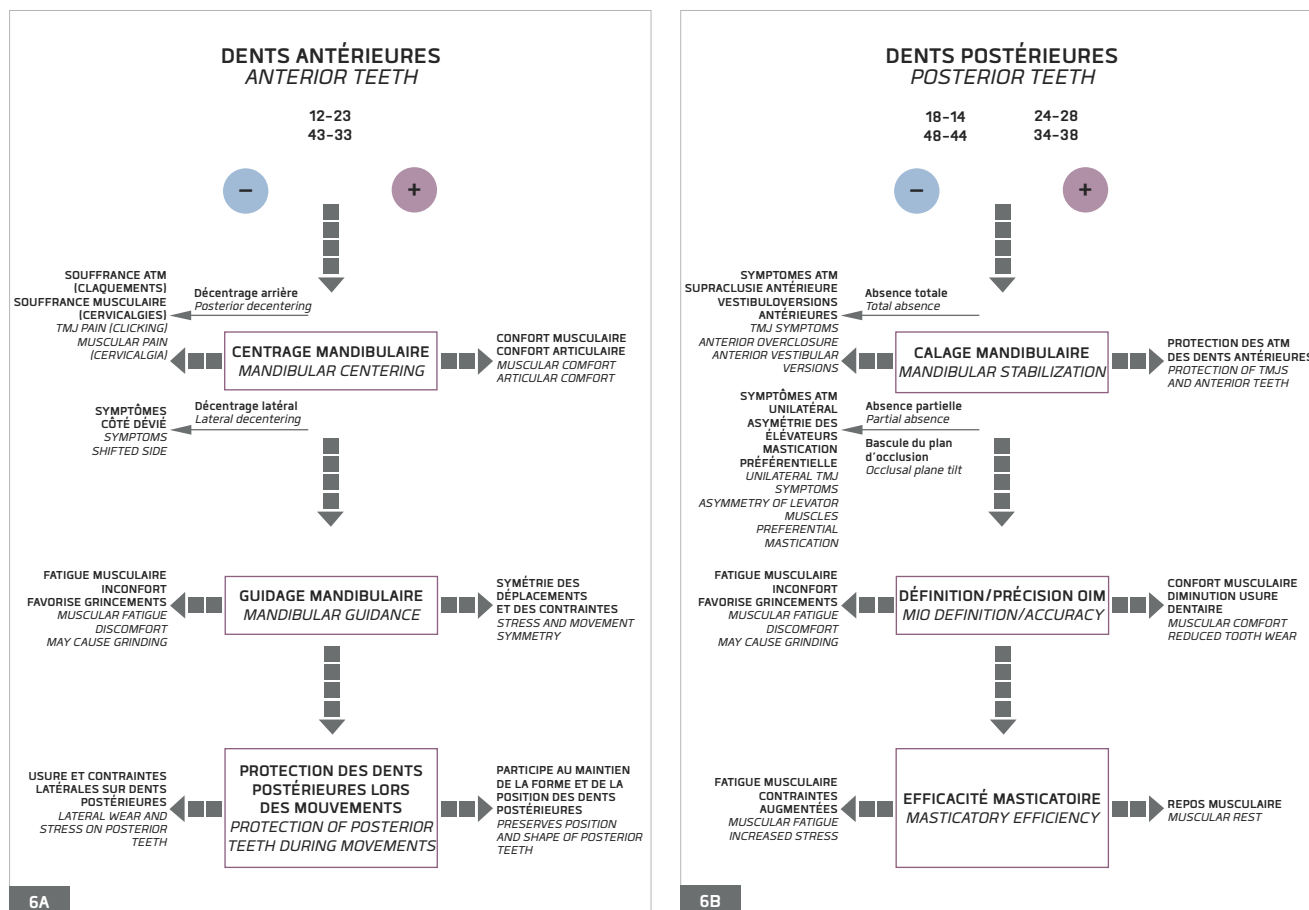 DENTS ANTÉRIEURES
ANTERIOR TEETH
12-23
43-33
–
+
SOUFFRANCE ATM
(CLAQUEMENTS)
SOUFFRANCE MUSCULAIRE
(CERVICALGIES)
TMJ PAIN (CLICKING)
MUSCULAR PAIN
(CERVICALGIA)
Décentrage arrière
Posterior decentering
CENTRAGE MANDIBULAIRE
MANDIBULAR CENTERING
CONFORT MUSCULAIRE
CONFORT ARTICULAIRE
MUSCULAR COMFORT
ARTICULAR COMFORT
SYMPTÔMES
CÔTÉ DÉVIÉ
SYMPTOMS
SHIFTED SIDE
Décentrage latéral
Lateral decentering
FATIGUE MUSCULAIRE
INCONFORT
FAVORISE GRINCEMENTS
MUSCULAR FATIGUE
DISCOMFORT
MAY CAUSE GRINDING
GUIDAGE MANDIBULAIRE
MANDIBULAR GUIDANCE
SYMÉTRIE DES
DÉPLACEMENTS
ET DES CONTRAINTES
STRESS AND MOVEMENT
SYMMETRY
USURE ET CONTRAINTES
LATÉRALES SUR DENTS
POSTÉRIEURES
LATERAL WEAR AND
STRESS ON POSTERIOR
TEETH
PROTECTION DES DENTS
POSTÉRIEURES LORS
DES MOUVEMENTS
PROTECTION OF POSTERIOR
TEETH DURING MOVEMENTS
PARTICIPE AU MAINTIEN
DE LA FORME ET DE LA
POSITION DES DENTS
POSTÉRIEURES
PRESERVES POSITION
AND SHAPE OF POSTERIOR
TEETH
6A
DENTS POSTÉRIEURES
POSTERIOR TEETH
18-14
48-44
24-28
34-38
–
+
SYMPTOMES ATM
SUPRACLUSIE ANTÉRIEURE
VESTIBULOVERSIONS
ANTÉRIEURES
TMJ SYMPTOMS
ANTERIOR OVERCLOSURE
ANTERIOR VESTIBULAR
VERSIONS
Absence totale
Total absence
CALAGE MANDIBULAIRE
MANDIBULAR STABILIZATION
PROTECTION DES ATM
DES DENTS ANTÉRIEURES
PROTECTION OF TMJS
AND ANTERIOR TEETH
SYMPTÔMES ATM
UNILATÉRAL
ASYMÉTRIE DES
ÉLÉVATEURS
MASTICATION
PRÉFÉRENTIELLE
UNILATERAL TMJ
SYMPTOMS
ASYMMETRY OF LEVATOR
MUSCLES
PREFERENTIAL
MASTICATION
Absence partielle
Partial absence
Bascule du plan
d'occlusion
Occlusal plane tilt
FATIGUE MUSCULAIRE
INCONFORT
FAVORISE GRINCEMENTS
MUSCULAR FATIGUE
DISCOMFORT
MAY CAUSE GRINDING
DÉFINITION/PRÉCISION OIM
MIO DEFINITION/ACCURACY
CONFORT MUSCULAIRE
DIMINUTION USURE
DENTAIRE
MUSCULAR COMFORT
REDUCED TOOTH WEAR
FATIGUE MUSCULAIRE
CONTRAINTES
AUGMENTÉES
MUSCULAR FATIGUE
INCREASED STRESS
EFFICACITÉ MASTICATOIRE
MASTICATORY EFFICIENCY
REPOS MUSCULAIRE
MUSCULAR REST
6B